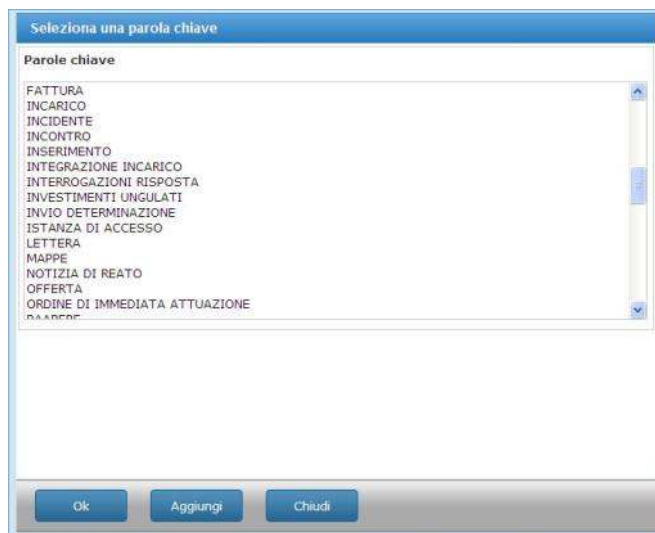 Seleziona una parola chiave
Parole chiave
FATTURA
INCARICO
INCIDENTE
INCONTRO
INSERIMENTO
INTEGRAZIONE INCARICO
INTERROGAZIONI RISPOSTA
INVESTIMENTI UNGULATI
INVIO DETERMINAZIONE
ISTANZA DI ACCESSO
LETTERA
MAPPE
NOTIZIA DI REATO
OFFERTA
ORDINE DI IMMEDIATA ATTUAZIONE
Ok Aggiungi Chiudi